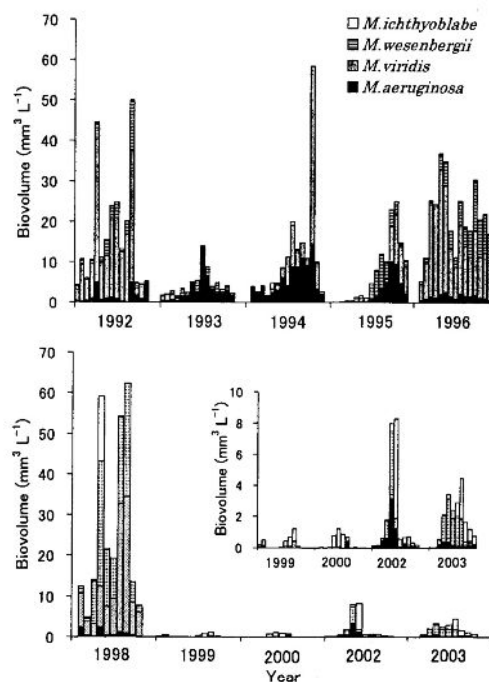 70
60
50
40
30
20
10
0
Biovolume (mm³ L⁻¹)
M.ichthyoblabe
M.wesenbergii
M.viridis
M.aeruginosa
1992 1993 1994 1995 1996
70
60
50
40
30
20
10
0
Biovolume (mm³ L⁻¹)
10
8
6
4
2
0
Biovolume (mm³ L⁻¹)
1999 2000 2002 2003
1998 1999 2000 2002 2003
Year